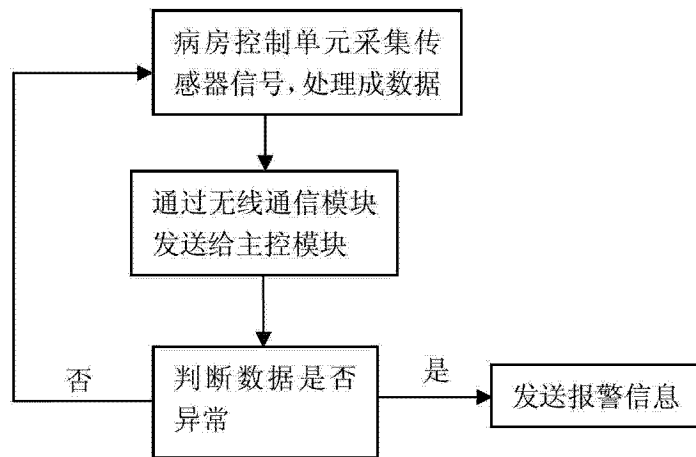 病房控制单元采集传
感器信号,处理成数据
通过无线通信模块
发送给主控模块
否
判断数据是否
异常
是
发送报警信息